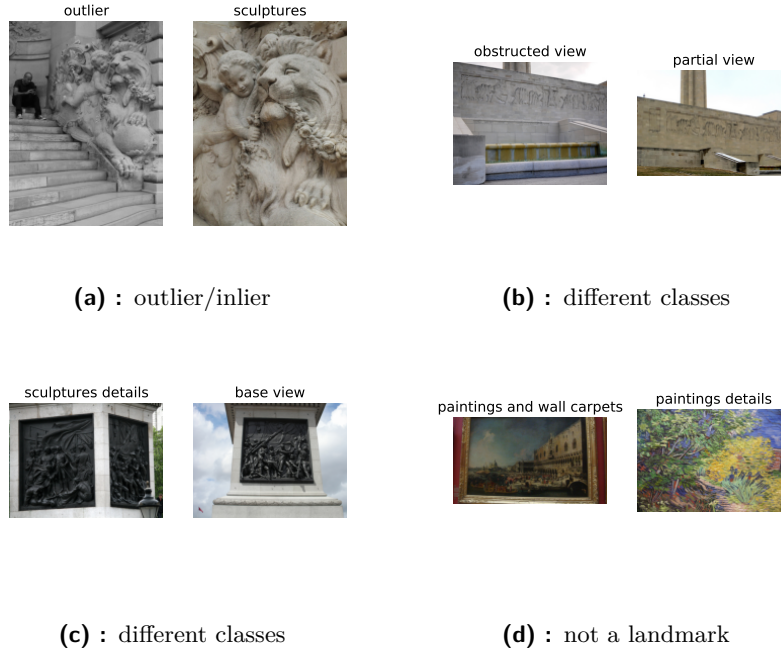 outlier
sculptures
obstructed view
partial view
(a) : outlier/inlier
(b) : different classes
sculptures details
base view
paintings and wall carpets
paintings details
(c) : different classes
(d) : not a landmark